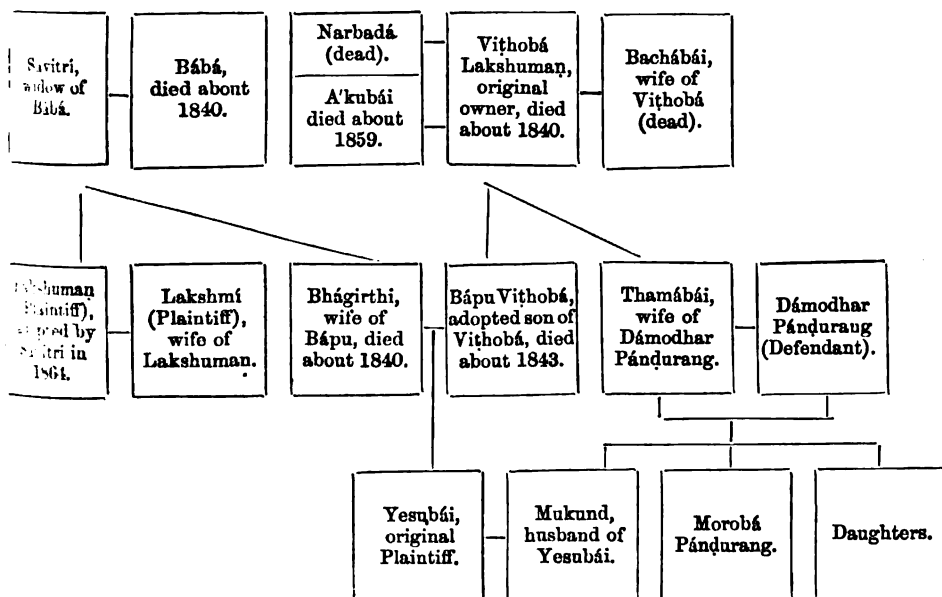 Savitri,
widow of
Bábá.
Bábá,
died about
1840.
Narbadá
(dead).
A'kubái
died about
1859.
Viṭhobá
Lakshumaṇ,
original
owner, died
about 1840.
Bachábái,
wife of
Viṭhobá
(dead).
Plaintiff),
adopted by
in
1864.
Lakshmí
(Plaintiff),
wife of
Lakshuman.
Bhágirthi,
wife of
Bápu, died
about 1840.
Bápu Viṭhobá,
adopted son of
Viṭhobá, died
about 1843.
Thamábái,
wife of
Dámodhar
Pánḍurang.
Dámodhar
Pánḍuraug
(Defendant).
Yesubái,
original
Plaintiff.
Mukund,
husband of
Yesubái.
Morobá
Pánḍurang.
Daughters.